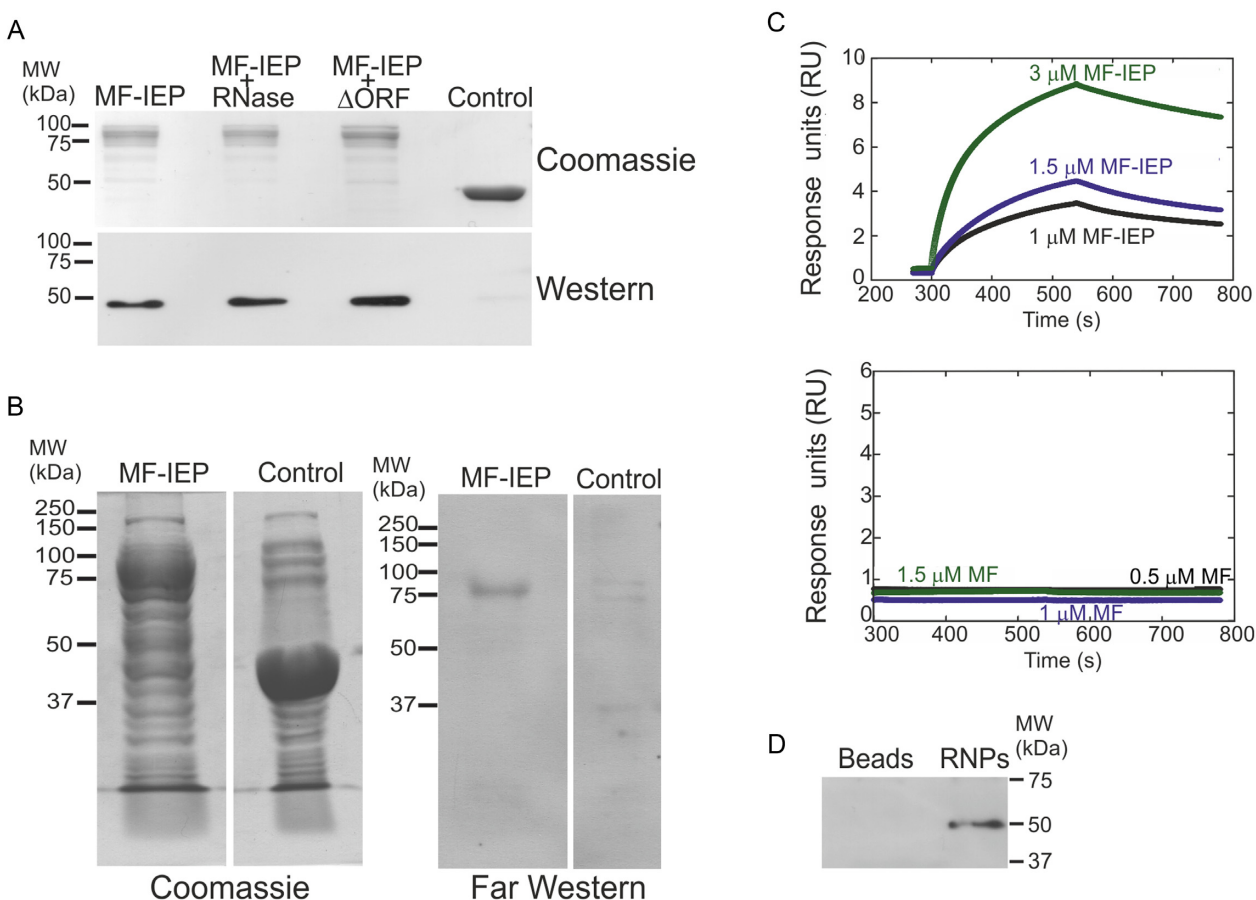 A
MW
(kDa)
MF-IEP
MF-IEP
+
RNase
MF-IEP
+
ΔORF
Control
100
75
50
Coomassie
100
75
50
Western
B
MW
(kDa)
MF-IEP
Control
250
150
100
75
50
37
Coomassie
MW
(kDa)
MF-IEP
Control
250
150
100
75
50
37
Far Western
C
Response units (RU)
10
8
6
4
2
0
3 μM MF-IEP
1.5 μM MF-IEP
1 μM MF-IEP
200 300 400 500 600 700 800
Time (s)
Response units (RU)
6
5
4
3
2
1
0
1.5 μM MF
0.5 μM MF
1 μM MF
300 400 500 600 700 800
Time (s)
D
Beads
RNPs
MW
(kDa)
75
50
37